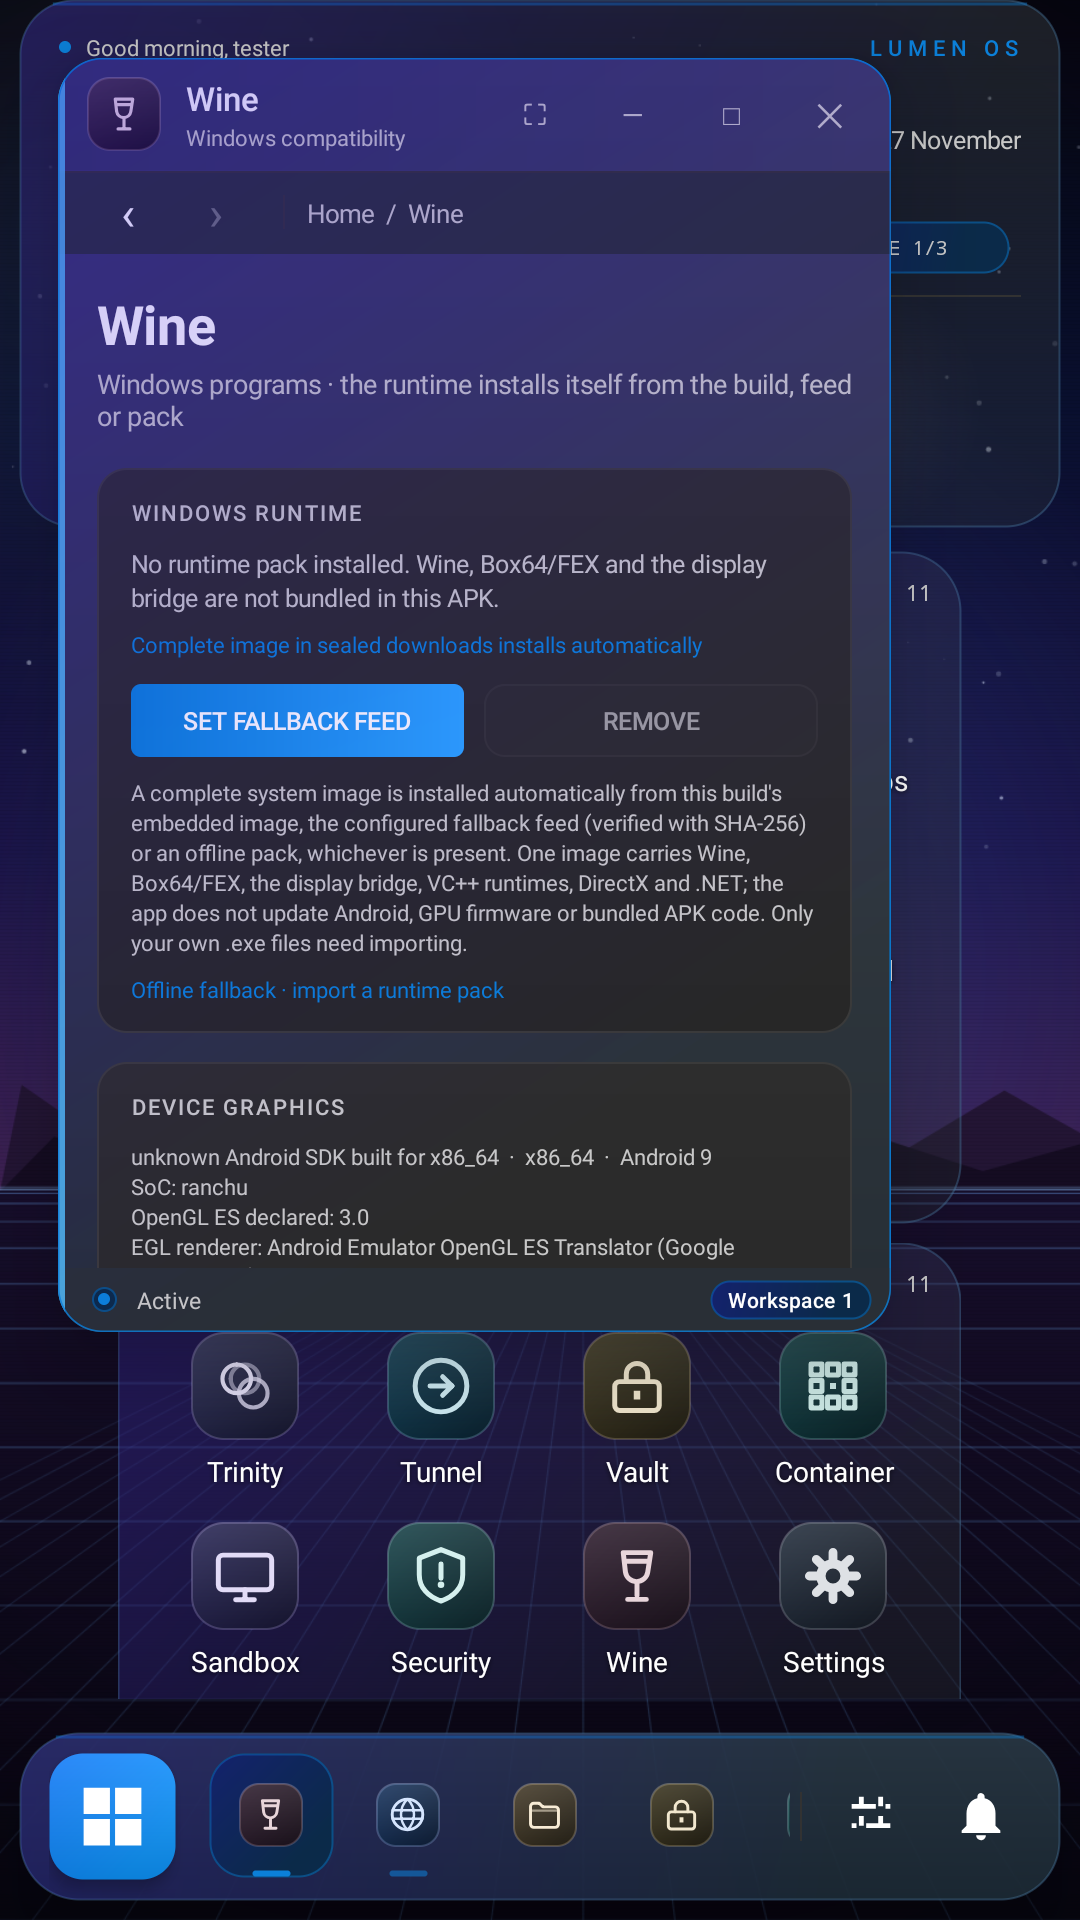 Good morning, tester
LUMEN OS
Wine
Windows compatibility
7 November
Home / Wine
E 1/3
Wine
Windows programs · the runtime installs itself from the build, feed
or pack
WINDOWS RUNTIME
No runtime pack installed. Wine, Box64/FEX and the display
bridge are not bundled in this APK.
11
Complete image in sealed downloads installs automatically
SET FALLBACK FEED
REMOVE
A complete system image is installed automatically from this build's
embedded image, the configured fallback feed (verified with SHA-256)
or an offline pack, whichever is present. One image carries Wine,
Box64/FEX, the display bridge, VC++ runtimes, DirectX and .NET; the
app does not update Android, GPU firmware or bundled APK code. Only
your own .exe files need importing.
Offline fallback · import a runtime pack
DEVICE GRAPHICS
unknown Android SDK built for x86_64 · x86_64 · Android 9
SoC: ranchu
OpenGL ES declared: 3.0
EGL renderer: Android Emulator OpenGL ES Translator (Google
11
Active
Workspace 1
Trinity
Tunnel
Vault
Container
Sandbox
Security
Wine
Settings